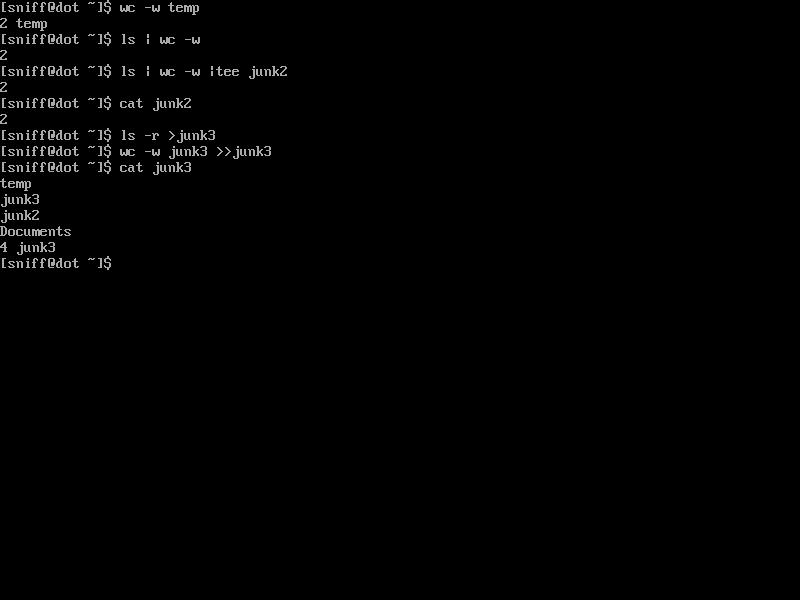 [sniff@dot ~]$ wc -w temp
2 temp
[sniff@dot ~]$ ls | wc -w
2
[sniff@dot ~]$ ls | wc -w |tee junk2
2
[sniff@dot ~]$ cat junk2
2
[sniff@dot ~]$ ls -r >junk3
[sniff@dot ~]$ wc -w junk3 >>junk3
[sniff@dot ~]$ cat junk3
temp
junk3
junk2
Documents
4 junk3
[sniff@dot ~]$